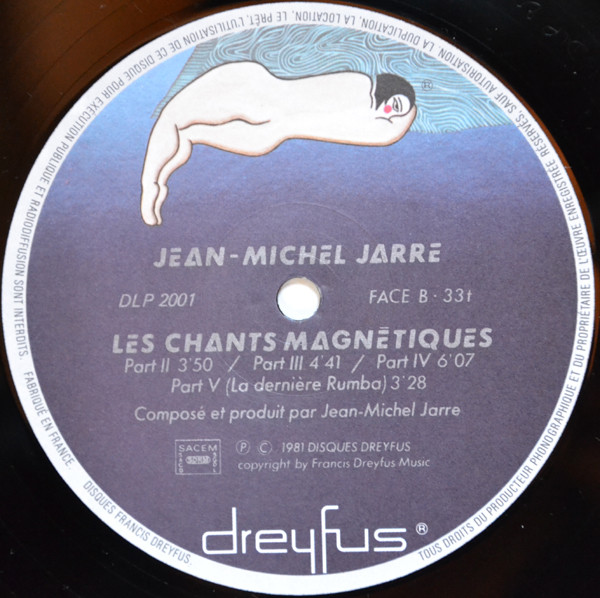 JEAN-MICHEL JARRE
DLP 2001
FACE B · 33t
LES CHANTS MAGNÉTIQUES
Part II 3'50 / Part III 4'41 / Part IV 6'07
Part V (La dernière Rumba) 3'28
Composé et produit par Jean-Michel Jarre
SACEM
Ⓟ © 1981 DISQUES DREYFUS
copyright by Francis Dreyfus Music
dreyfus ®
TOUS DROITS DU PRODUCTEUR PHONOGRAPHIQUE ET DU PROPRIÉTAIRE DE L'ŒUVRE ENREGISTRÉE RÉSERVÉS. SAUF AUTORISATION, LA DUPLICATION, LA LOCATION, LE PRÊT, L'UTILISATION DE CE DISQUE POUR EXÉCUTION PUBLIQUE ET RADIODIFFUSION SONT INTERDITS. FABRIQUÉ EN FRANCE. DISQUES FRANCIS DREYFUS.